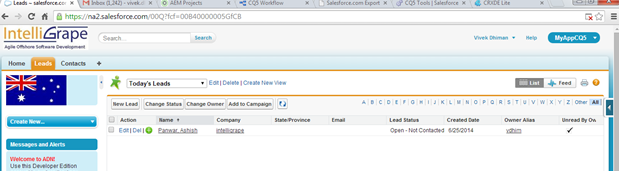 Leads ~ salesforce.com
Gmail Inbox (1,242) - vivek.d
AEM Projects
CQ5 Workflow
Salesforce.com Export
CQ5 Tools | Salesforce
CRXDE Lite
https://na2.salesforce.com/00Q?fcf=00840000005GfCB
IntelliGrape
Agile Offshore Software Development
Search... Search
Vivek Dhiman Help MyAppCQ5
Home Leads Contacts +
Today's Leads Edit | Delete | Create New View List Feed
New Lead Change Status Change Owner Add to Campaign A B C D E F G H I J K L M N O P Q R S T U V W X Y Z Other All
Create New...
Action Name Company State/Province Email Lead Status Created Date Owner Alias Unread By Ow
Edit | Del | Panwar, Ashish intelligrape Open - Not Contacted 6/25/2014 vdhim
Messages and Alerts
Welcome to ADN!
Use this Developer Edition